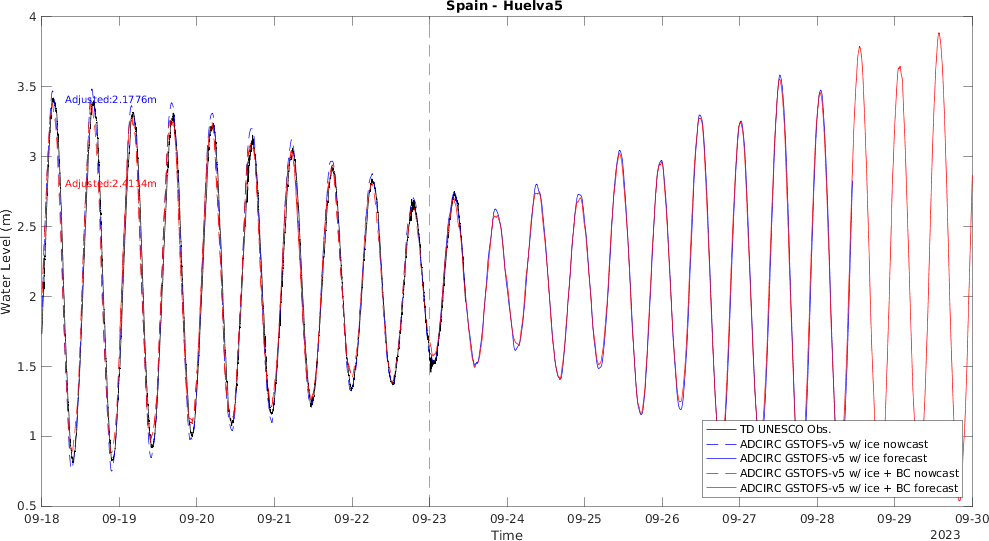 Spain - Huelva5
4
3.5
3
2.5
2
1.5
1
0.5
Water Level (m)
Adjusted:2.1776m
Adjusted:2.4114m
TD UNESCO Obs.
ADCIRC GSTOFS-v5 w/ ice nowcast
ADCIRC GSTOFS-v5 w/ ice forecast
ADCIRC GSTOFS-v5 w/ ice + BC nowcast
ADCIRC GSTOFS-v5 w/ ice + BC forecast
09-18 09-19 09-20 09-21 09-22 09-23 09-24 09-25 09-26 09-27 09-28 09-29 09-30
Time
2023